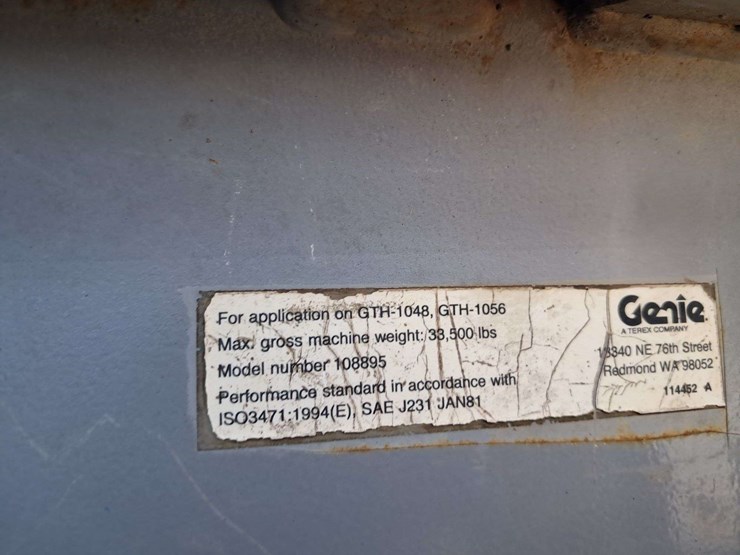 For application on GTH-1048, GTH-1056
Max. gross machine weight: 33,500 lbs
Model number 108895
Performance standard in accordance with
ISO3471:1994(E), SAE J231 JAN81
Genie
A TEREX COMPANY
18340 NE 76th Street
Redmond WA 98052
114452 A